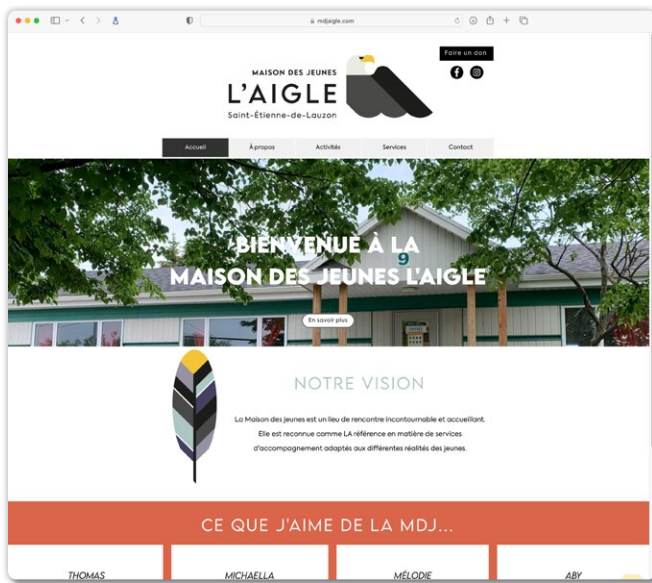 mdjaigle.com
Faire un don
MAISON DES JEUNES
L'AIGLE
Saint-Étienne-de-Lauzon
Accueil
À propos
Activités
Services
Contact
BIENVENUE À LA
9
MAISON DES JEUNES L'AIGLE
En savoir plus
NOTRE VISION
La Maison des jeunes est un lieu de rencontre incontournable et accueillant.
Elle est reconnue comme LA référence en matière de services
d'accompagnement adaptés aux différentes réalités des jeunes.
CE QUE J'AIME DE LA MDJ...
THOMAS
MICHAELLA
MÉLODIE
ABY